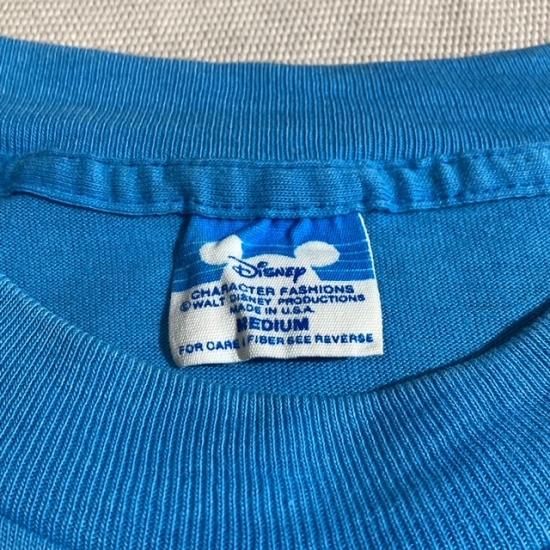 Disney
CHARACTER FASHIONS
©WALT DISNEY PRODUCTIONS
MADE IN U.S.A.
MEDIUM
FOR CARE / FIBER SEE REVERSE